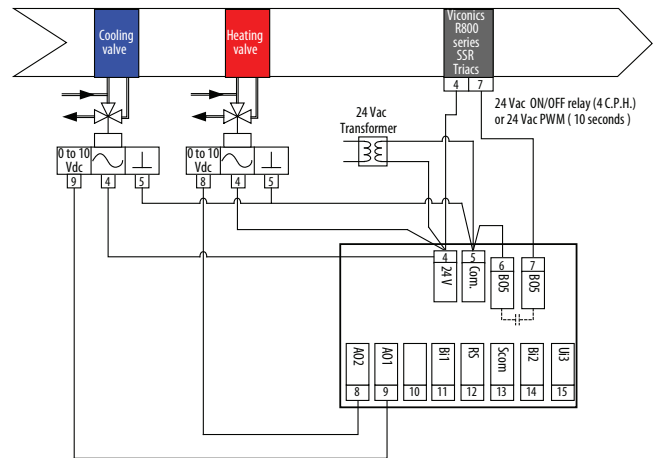 Cooling
valve
Heating
valve
Viconics
R800
series
SSR
Triacs
4 7
24 Vac ON/OFF relay (4 C.P.H.)
or 24 Vac PWM ( 10 seconds )
24 Vac
Transformer
0 to 10
Vdc
9 4 5
0 to 10
Vdc
8 4 5
4
24 V
5
Com.
6
BO5
7
BO5
AO2
8
AO1
9
10
Bi1
11
RS
12
Scom
13
Bi2
14
Ui3
15